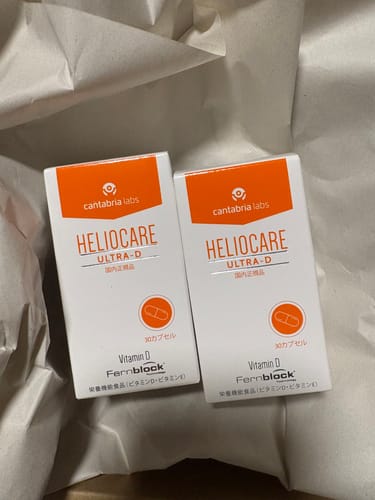 cantabria labs
HELIOCARE
ULTRA-D
国内正規品
30カプセル
Vitamin D
Fernblock
栄養機能食品(ビタミンD・ビタミンE)
cantabria labs
HELIOCARE
ULTRA-D
国内正規品
30カプセル
Vitamin D
Fernblock
栄養機能食品(ビタミンD・ビタミンE)